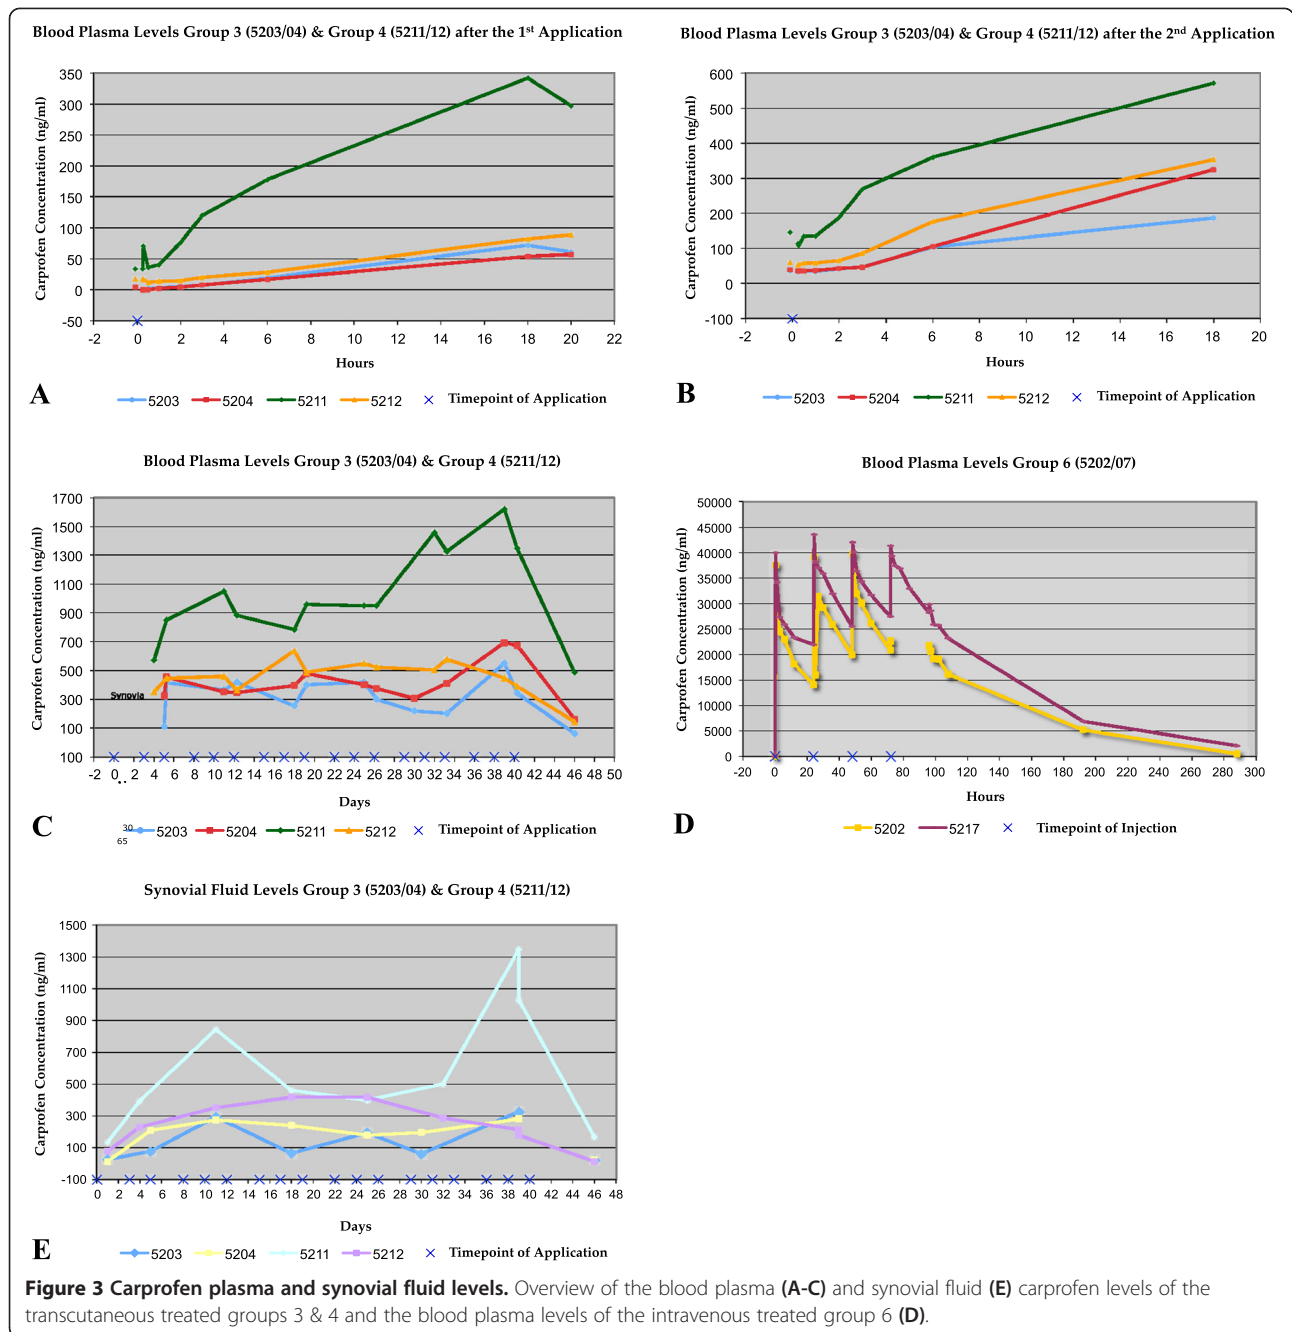 Blood Plasma Levels Group 3 (5203/04) & Group 4 (5211/12) after the 1st Application
Carprofen Concentration (ng/ml)
350
300
250
200
150
100
50
0
-50
-2 0 2 4 6 8 10 12 14 16 18 20 22
Hours
A
5203 5204 5211 5212 × Timepoint of Application
Blood Plasma Levels Group 3 (5203/04) & Group 4 (5211/12) after the 2nd Application
Carprofen Concentration (ng/ml)
600
500
400
300
200
100
0
-100
-2 0 2 4 6 8 10 12 14 16 18 20
Hours
B
5203 5204 5211 5212 × Timepoint of Application
Blood Plasma Levels Group 3 (5203/04) & Group 4 (5211/12)
Carprofen Concentration (ng/ml)
1700
1500
1300
1100
900
700
500
300
100
100
Synovia
-2 0 2 4 6 8 10 12 14 16 18 20 22 24 26 28 30 32 34 36 38 40 42 44 46 48 50
Days
C
30
65
5203 5204 5211 5212 × Timepoint of Application
Blood Plasma Levels Group 6 (5202/07)
Carprofen Concentration (ng/ml)
50000
45000
40000
35000
30000
25000
20000
15000
10000
5000
0
-20 0 20 40 60 80 100 120 140 160 180 200 220 240 260 280 300
Hours
D
5202 5217 × Timepoint of Injection
Synovial Fluid Levels Group 3 (5203/04) & Group 4 (5211/12)
Carprofen Concentration (ng/ml)
1500
1300
1100
900
700
500
300
100
-100
0 2 4 6 8 10 12 14 16 18 20 22 24 26 28 30 32 34 36 38 40 42 44 46 48
Days
E
5203 5204 5211 5212 × Timepoint of Application
Figure 3 Carprofen plasma and synovial fluid levels. Overview of the blood plasma (A-C) and synovial fluid (E) carprofen levels of the
transcutaneous treated groups 3 & 4 and the blood plasma levels of the intravenous treated group 6 (D).